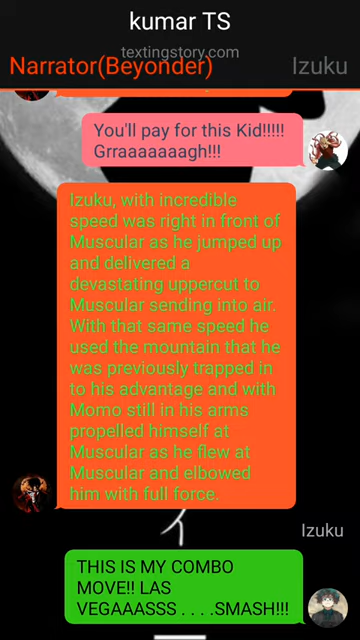 kumar TS
textingstory.com
Narrator(Beyonder)
Izuku
You'll pay for this Kid!!!!!
Grraaaaaaagh!!!
Izuku, with incredible
speed was right in front of
Muscular as he jumped up
and delivered a
devastating uppercut to
Muscular sending into air.
With that same speed he
used the mountain that he
was previously trapped in
to his advantage and with
Momo still in his arms
propelled himself at
Muscular as he flew at
Muscular and elbowed
him with full force.
Izuku
THIS IS MY COMBO
MOVE!! LAS
VEGAAASSS . . . .SMASH!!!